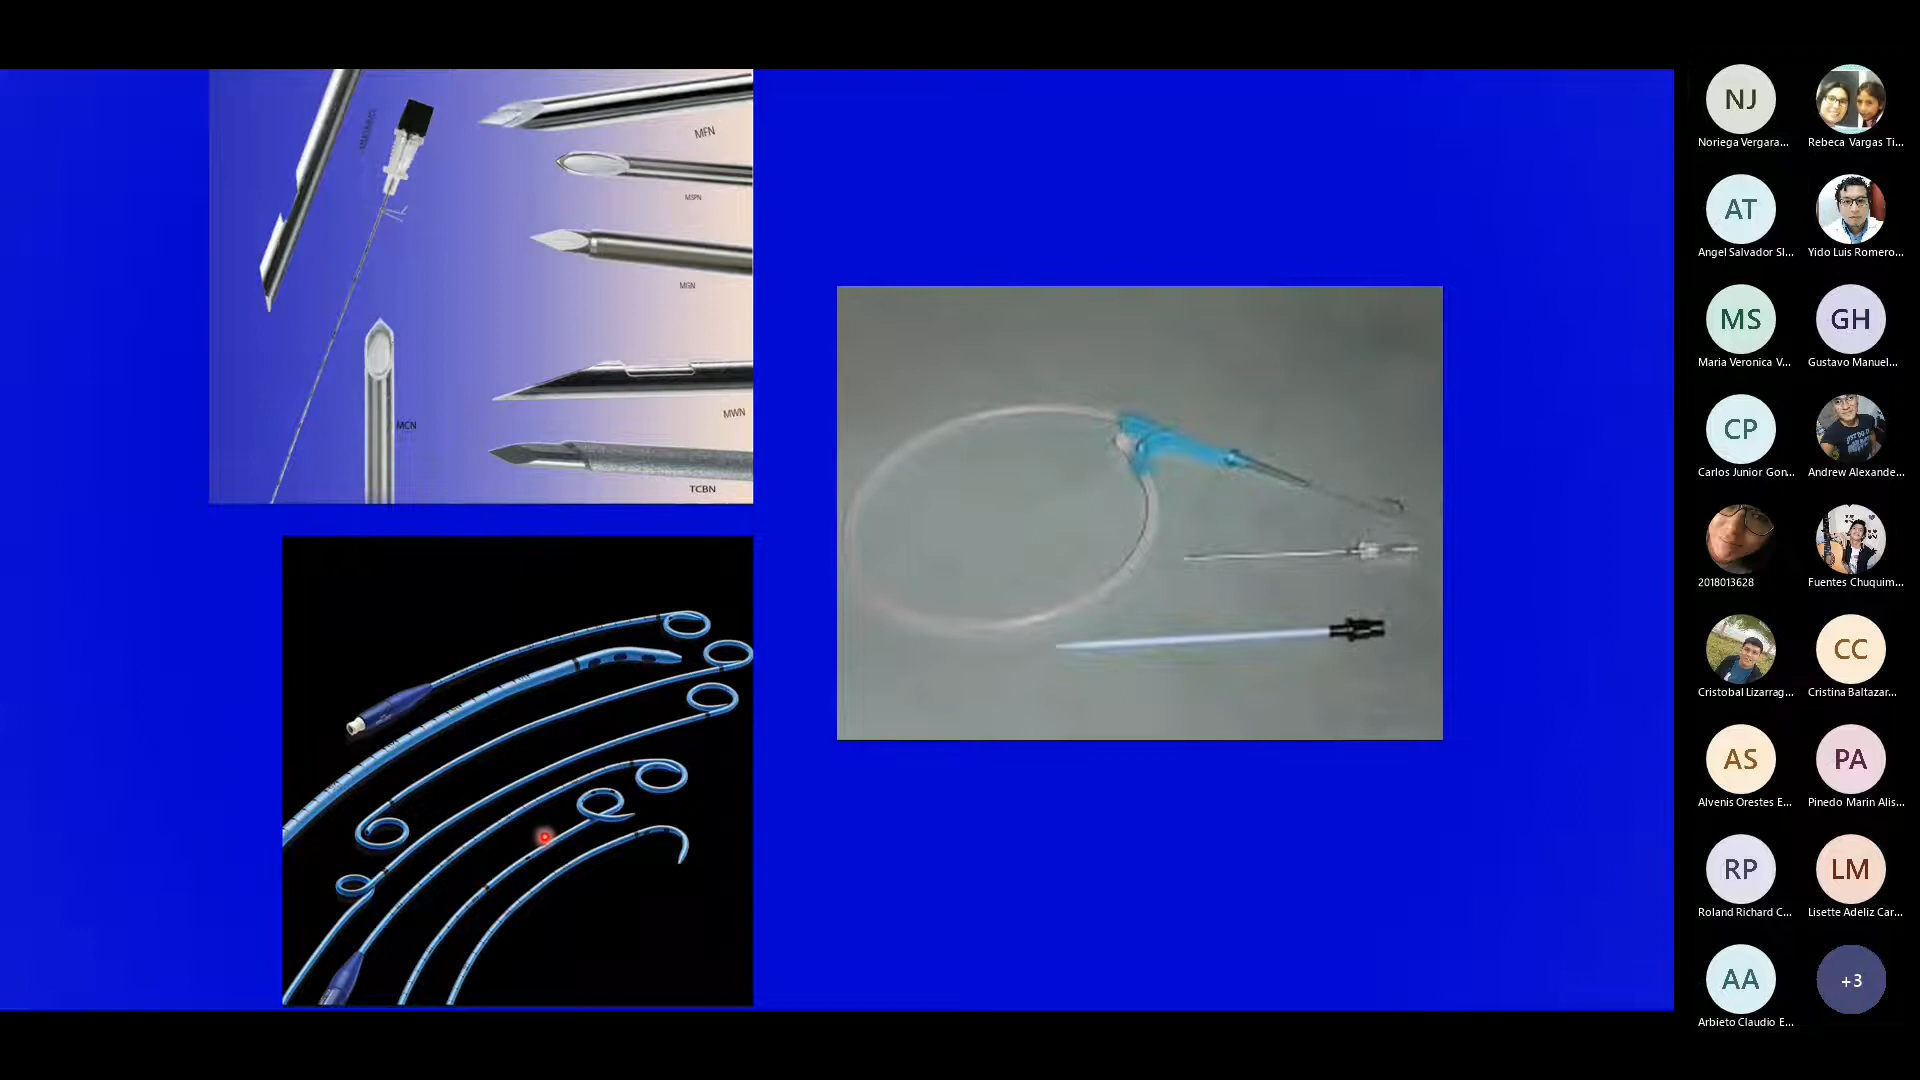 MFN
MSPN
MGN
MCN
MWN
TCBN
NJ
Noriega Vergara...
Rebeca Vargas Ti...
AT
Angel Salvador Sl...
Yido Luis Romero...
MS
Maria Veronica V...
GH
Gustavo Manuel...
CP
Carlos Junior Gon...
Andrew Alexande...
2018013628
Fuentes Chuquim...
Cristobal Lizarrag...
CC
Cristina Baltazar...
AS
Alvenis Orestes E...
PA
Pinedo Marin Alis...
RP
Roland Richard C...
LM
Lisette Adeliz Car...
AA
Arbieto Claudio E...
+3